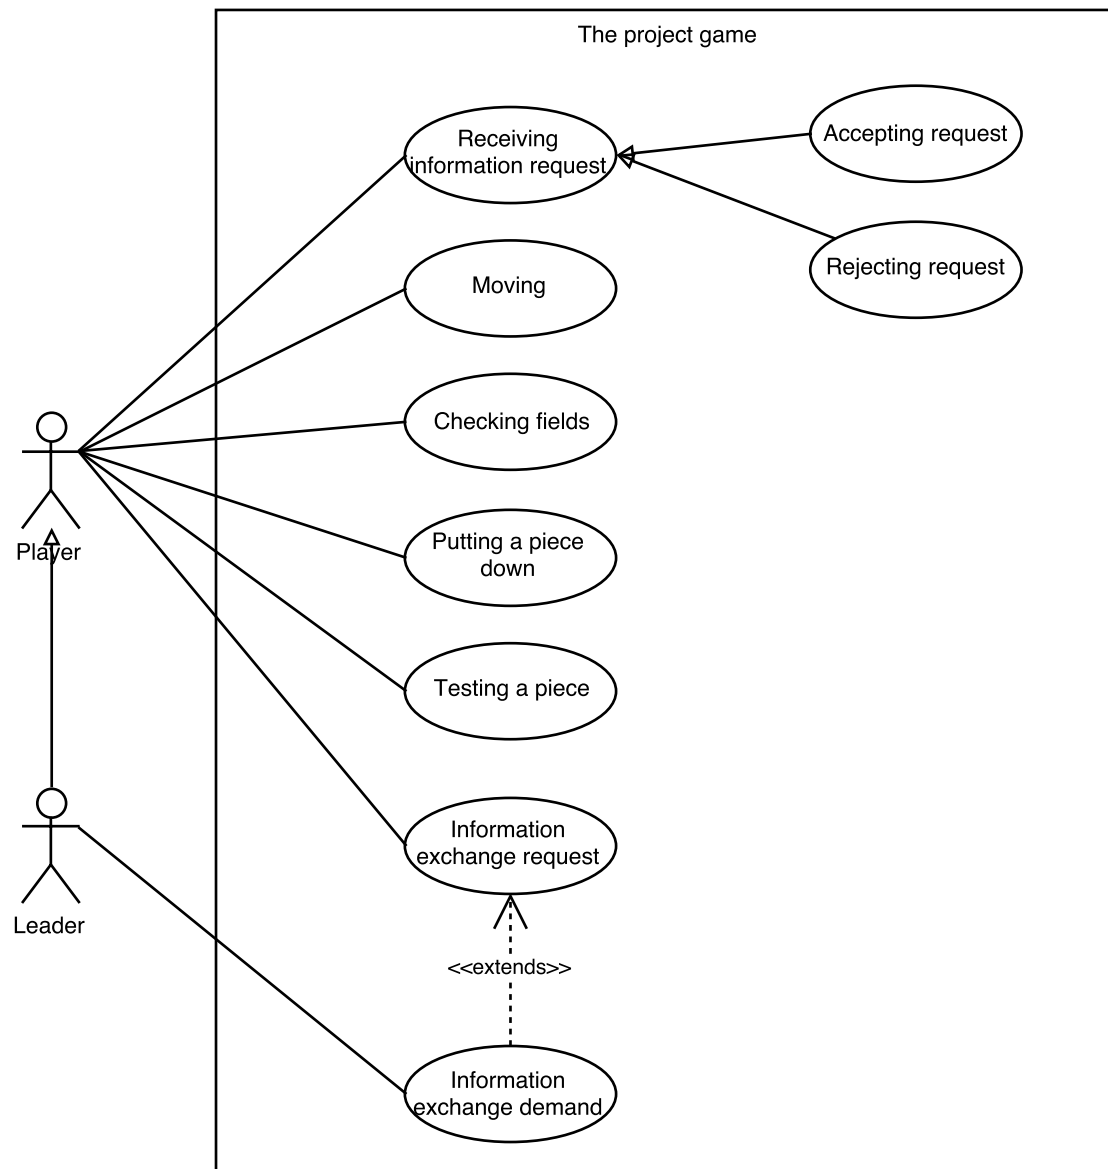 The project game
Receiving
information request
Accepting request
Rejecting request
Moving
Checking fields
Player
Putting a piece
down
Testing a piece
Information
exchange request
Leader
<<extends>>
Information
exchange demand